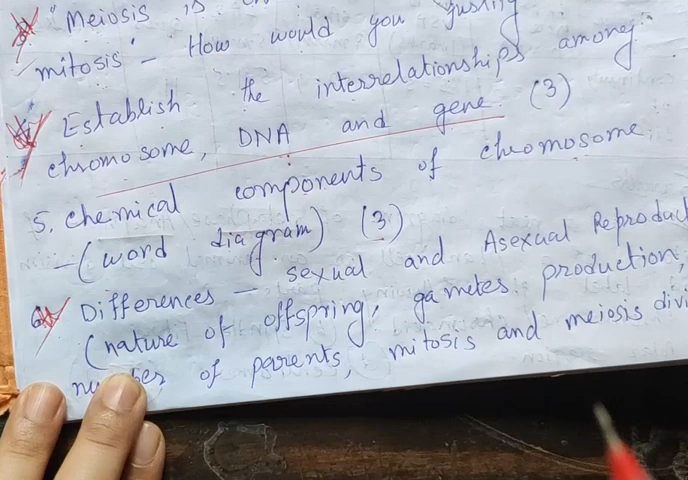 "Meiosis is
mitosis' - How would you justify
Establish the interrelationships among
chromosome, DNA and gene (3)
5. Chemical components of chromosome
- (word diagram) (3)
Differences - sexual and Asexual Reproduc
(nature of offspring, gametes production,
number of parents, mitosis and meiosis divi